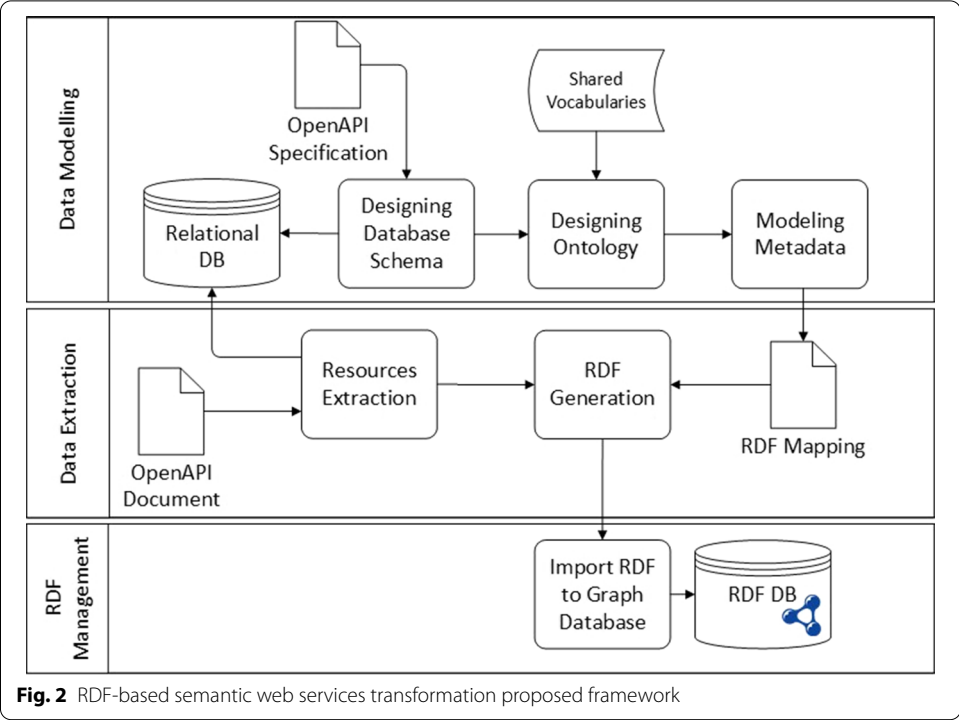 Data Modelling
OpenAPI
Specification
Shared
Vocabularies
Relational
DB
Designing
Database
Schema
Designing
Ontology
Modeling
Metadata
Data Extraction
OpenAPI
Document
Resources
Extraction
RDF
Generation
RDF Mapping
RDF
Management
Import RDF
to Graph
Database
RDF DB
Fig. 2 RDF-based semantic web services transformation proposed framework